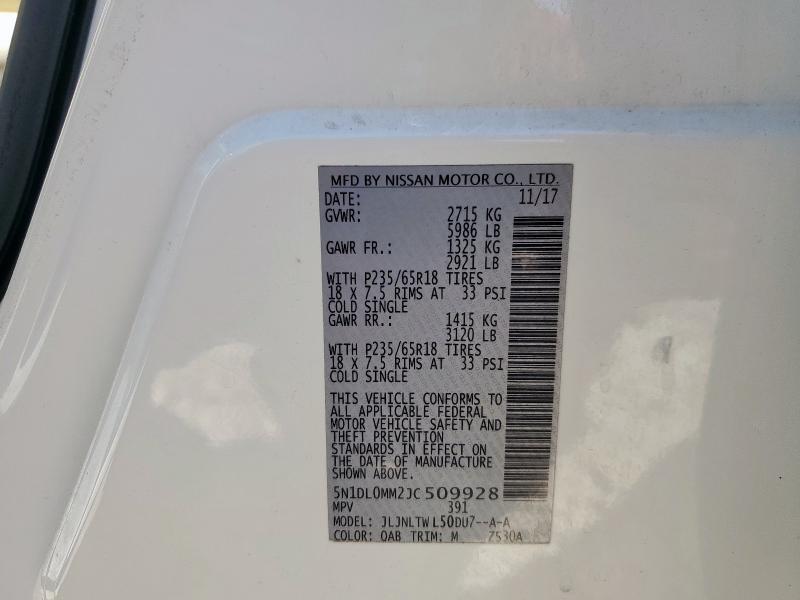 MFD BY NISSAN MOTOR CO., LTD.
DATE: 11/17
GVWR: 2715 KG
5986 LB
GAWR FR.: 1325 KG
2921 LB
WITH P235/65R18 TIRES
18 X 7.5 RIMS AT 33 PSI
COLD SINGLE
GAWR RR.: 1415 KG
3120 LB
WITH P235/65R18 TIRES
18 X 7.5 RIMS AT 33 PSI
COLD SINGLE
THIS VEHICLE CONFORMS TO
ALL APPLICABLE FEDERAL
MOTOR VEHICLE SAFETY AND
THEFT PREVENTION
STANDARDS IN EFFECT ON
THE DATE OF MANUFACTURE
SHOWN ABOVE.
5N1DL0MM2JC509928
MPV 391
MODEL: JLJNLTWL50DU7--A-A
COLOR: QAB TRIM: M 7S30A